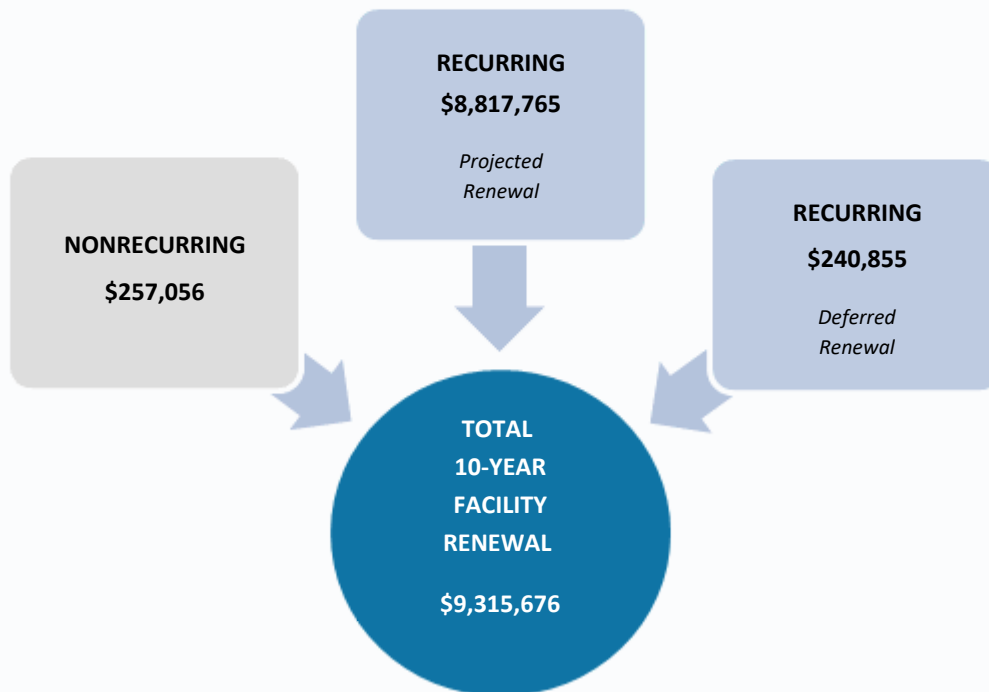 RECURRING
$8,817,765
Projected
Renewal
NONRECURRING
$257,056
RECURRING
$240,855
Deferred
Renewal
TOTAL
10-YEAR
FACILITY
RENEWAL
$9,315,676